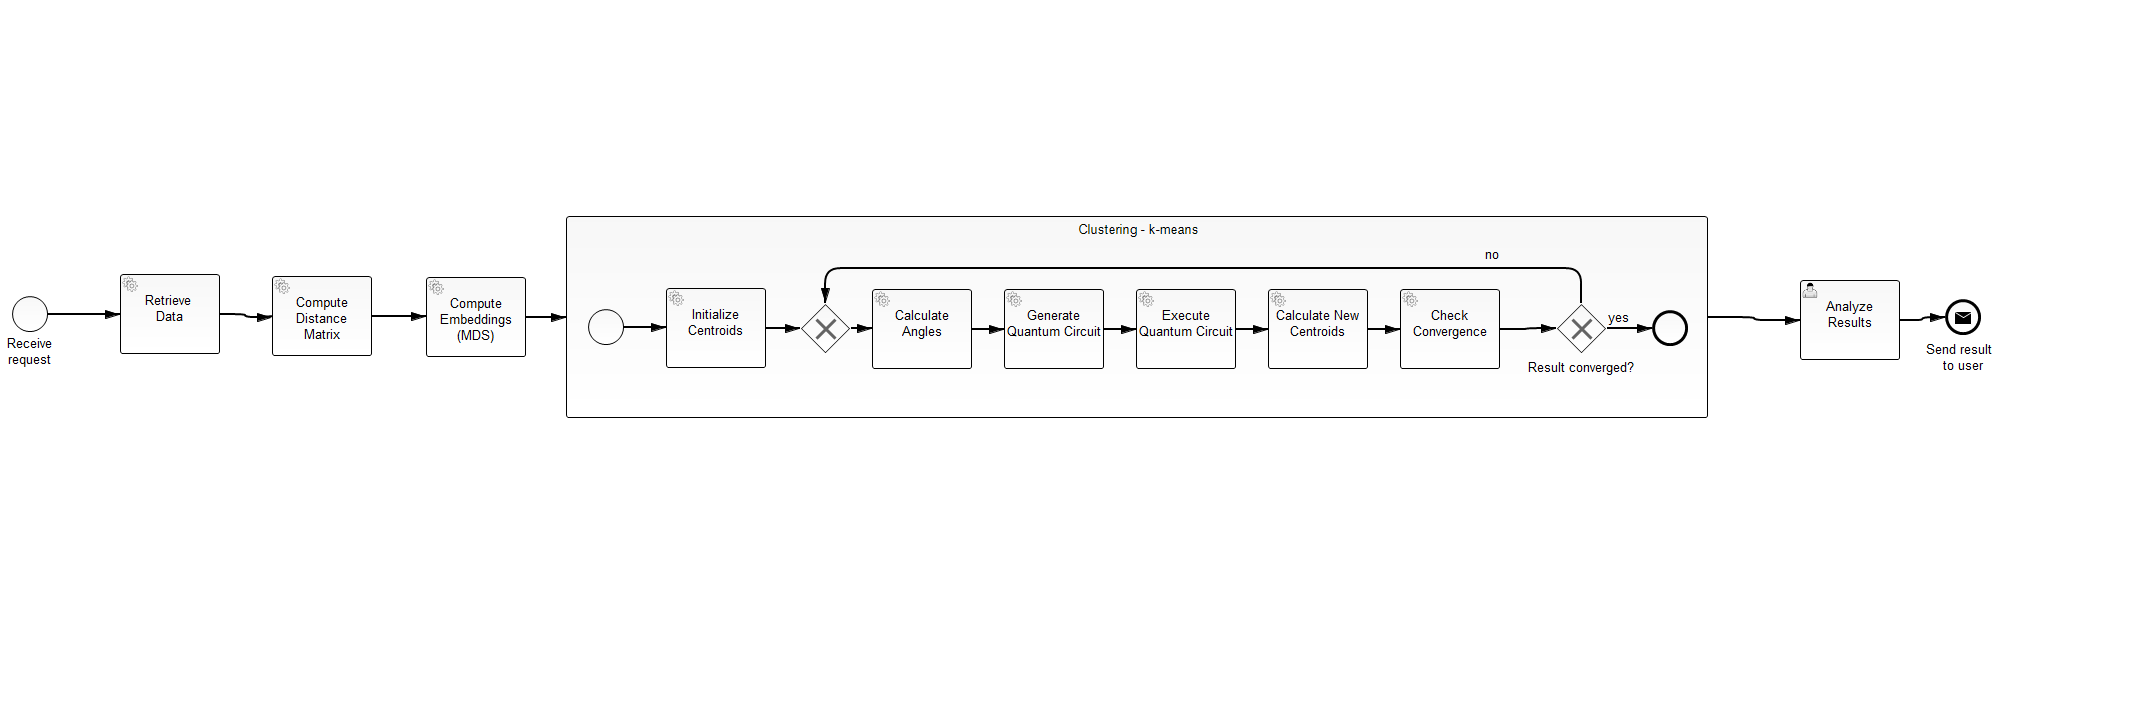 Receive
request
Retrieve
Data
Compute
Distance
Matrix
Compute
Embeddings
(MDS)
Clustering - k-means
no
Initialize
Centroids
Calculate
Angles
Generate
Quantum Circuit
Execute
Quantum Circuit
Calculate New
Centroids
Check
Convergence
Result converged?
yes
Analyze
Results
Send result
to user